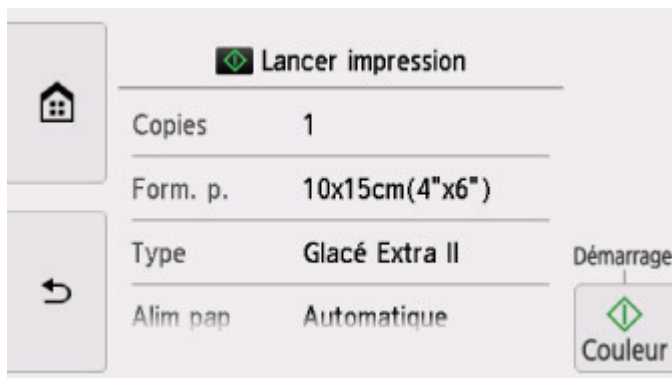 Lancer impression
Copies 1
Form. p. 10x15cm(4"x6")
Type Glacé Extra II
Démarrage
Alim pap Automatique
Couleur